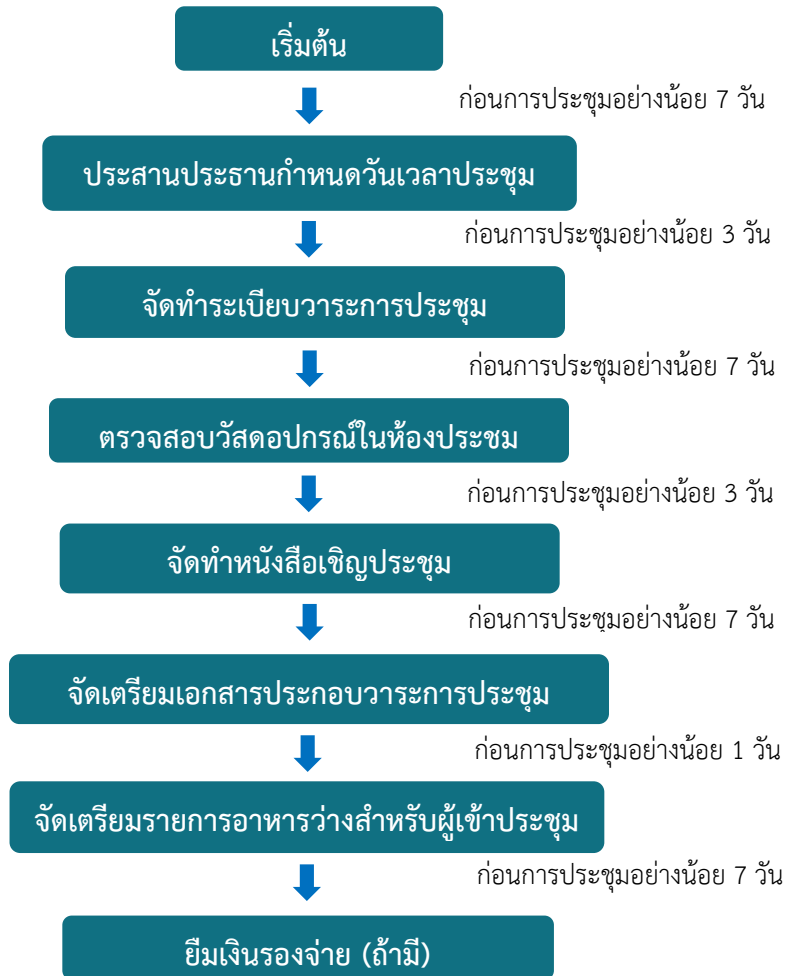 เริ่มต้น
ก่อนการประชุมอย่างน้อย 7 วัน
ประสานประธานกำหนดวันเวลาประชุม
ก่อนการประชุมอย่างน้อย 3 วัน
จัดทำระเบียบวาระการประชุม
ก่อนการประชุมอย่างน้อย 7 วัน
ตรวจสอบวัสดอปกรณ์ในห้องประชม
ก่อนการประชุมอย่างน้อย 3 วัน
จัดทำหนังสือเชิญประชุม
ก่อนการประชุมอย่างน้อย 7 วัน
จัดเตรียมเอกสารประกอบวาระการประชุม
ก่อนการประชุมอย่างน้อย 1 วัน
จัดเตรียมรายการอาหารว่างสำหรับผู้เข้าประชุม
ก่อนการประชุมอย่างน้อย 7 วัน
ยืมเงินรองจ่าย (ถ้ามี)